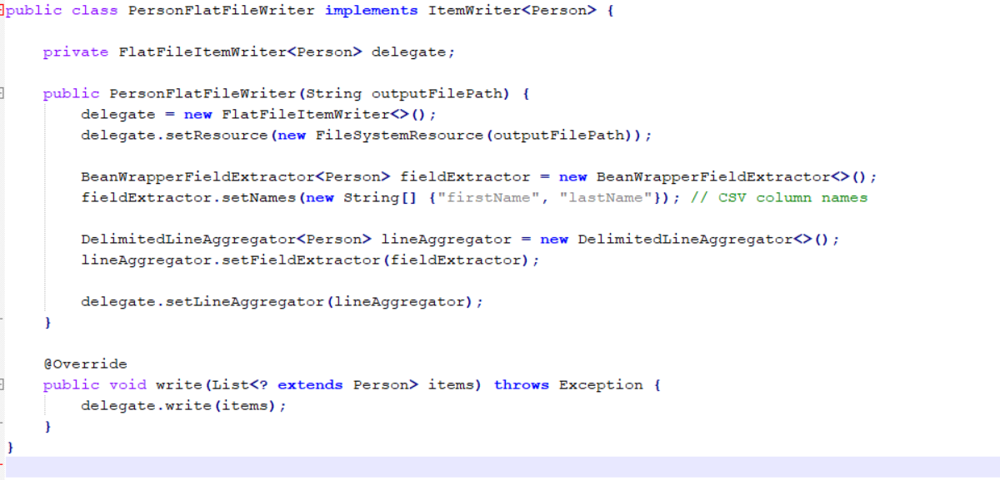 public class PersonFlatFileWriter implements ItemWriter<Person> {
private FlatFileItemWriter<Person> delegate;
public PersonFlatFileWriter(String outputFilePath) {
delegate = new FlatFileItemWriter<>();
delegate.setResource(new FileSystemResource(outputFilePath));
BeanWrapperFieldExtractor<Person> fieldExtractor = new BeanWrapperFieldExtractor<>();
fieldExtractor.setNames(new String[] {"firstName", "lastName"}); // CSV column names
DelimitedLineAggregator<Person> lineAggregator = new DelimitedLineAggregator<>();
lineAggregator.setFieldExtractor(fieldExtractor);
delegate.setLineAggregator(lineAggregator);
}
@Override
public void write(List<? extends Person> items) throws Exception {
delegate.write(items);
}
}